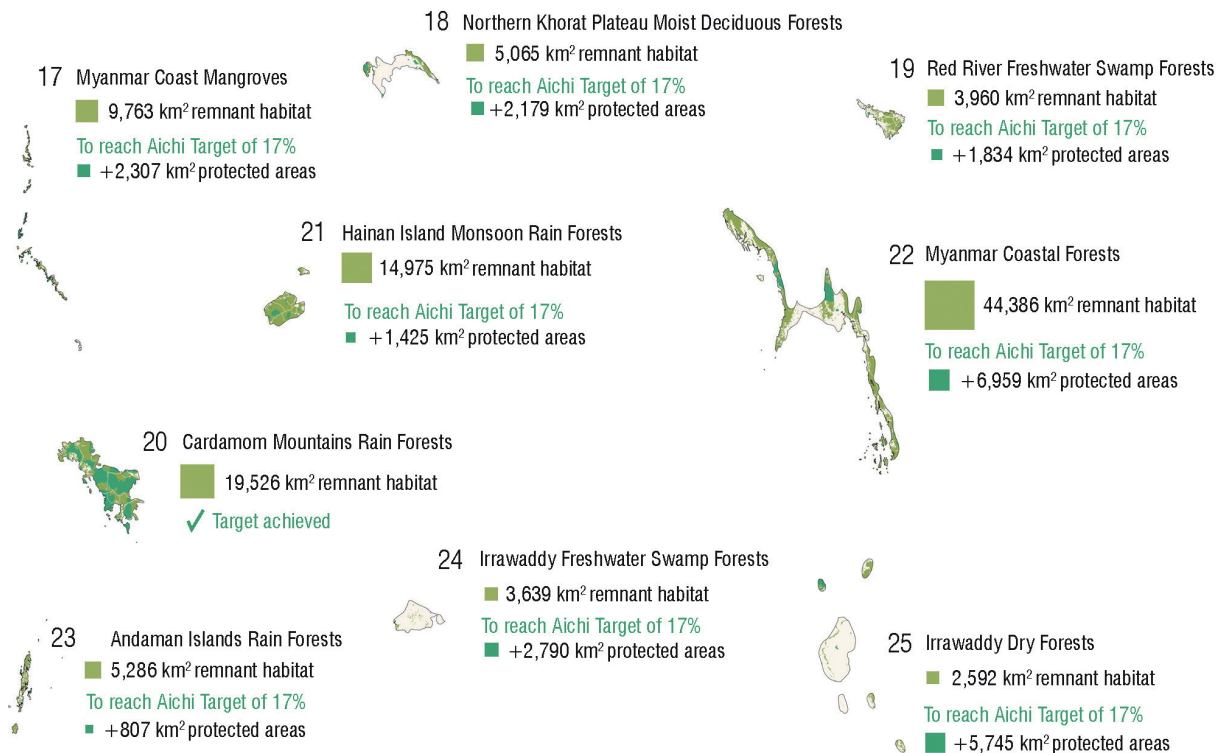 17 Myanmar Coast Mangroves
9,763 km² remnant habitat
To reach Aichi Target of 17%
+2,307 km² protected areas
18 Northern Khorat Plateau Moist Deciduous Forests
5,065 km² remnant habitat
To reach Aichi Target of 17%
+2,179 km² protected areas
19 Red River Freshwater Swamp Forests
3,960 km² remnant habitat
To reach Aichi Target of 17%
+1,834 km² protected areas
21 Hainan Island Monsoon Rain Forests
14,975 km² remnant habitat
To reach Aichi Target of 17%
+1,425 km² protected areas
22 Myanmar Coastal Forests
44,386 km² remnant habitat
To reach Aichi Target of 17%
+6,959 km² protected areas
20 Cardamom Mountains Rain Forests
19,526 km² remnant habitat
✓ Target achieved
24 Irrawaddy Freshwater Swamp Forests
3,639 km² remnant habitat
To reach Aichi Target of 17%
+2,790 km² protected areas
23 Andaman Islands Rain Forests
5,286 km² remnant habitat
To reach Aichi Target of 17%
+807 km² protected areas
25 Irrawaddy Dry Forests
2,592 km² remnant habitat
To reach Aichi Target of 17%
+5,745 km² protected areas